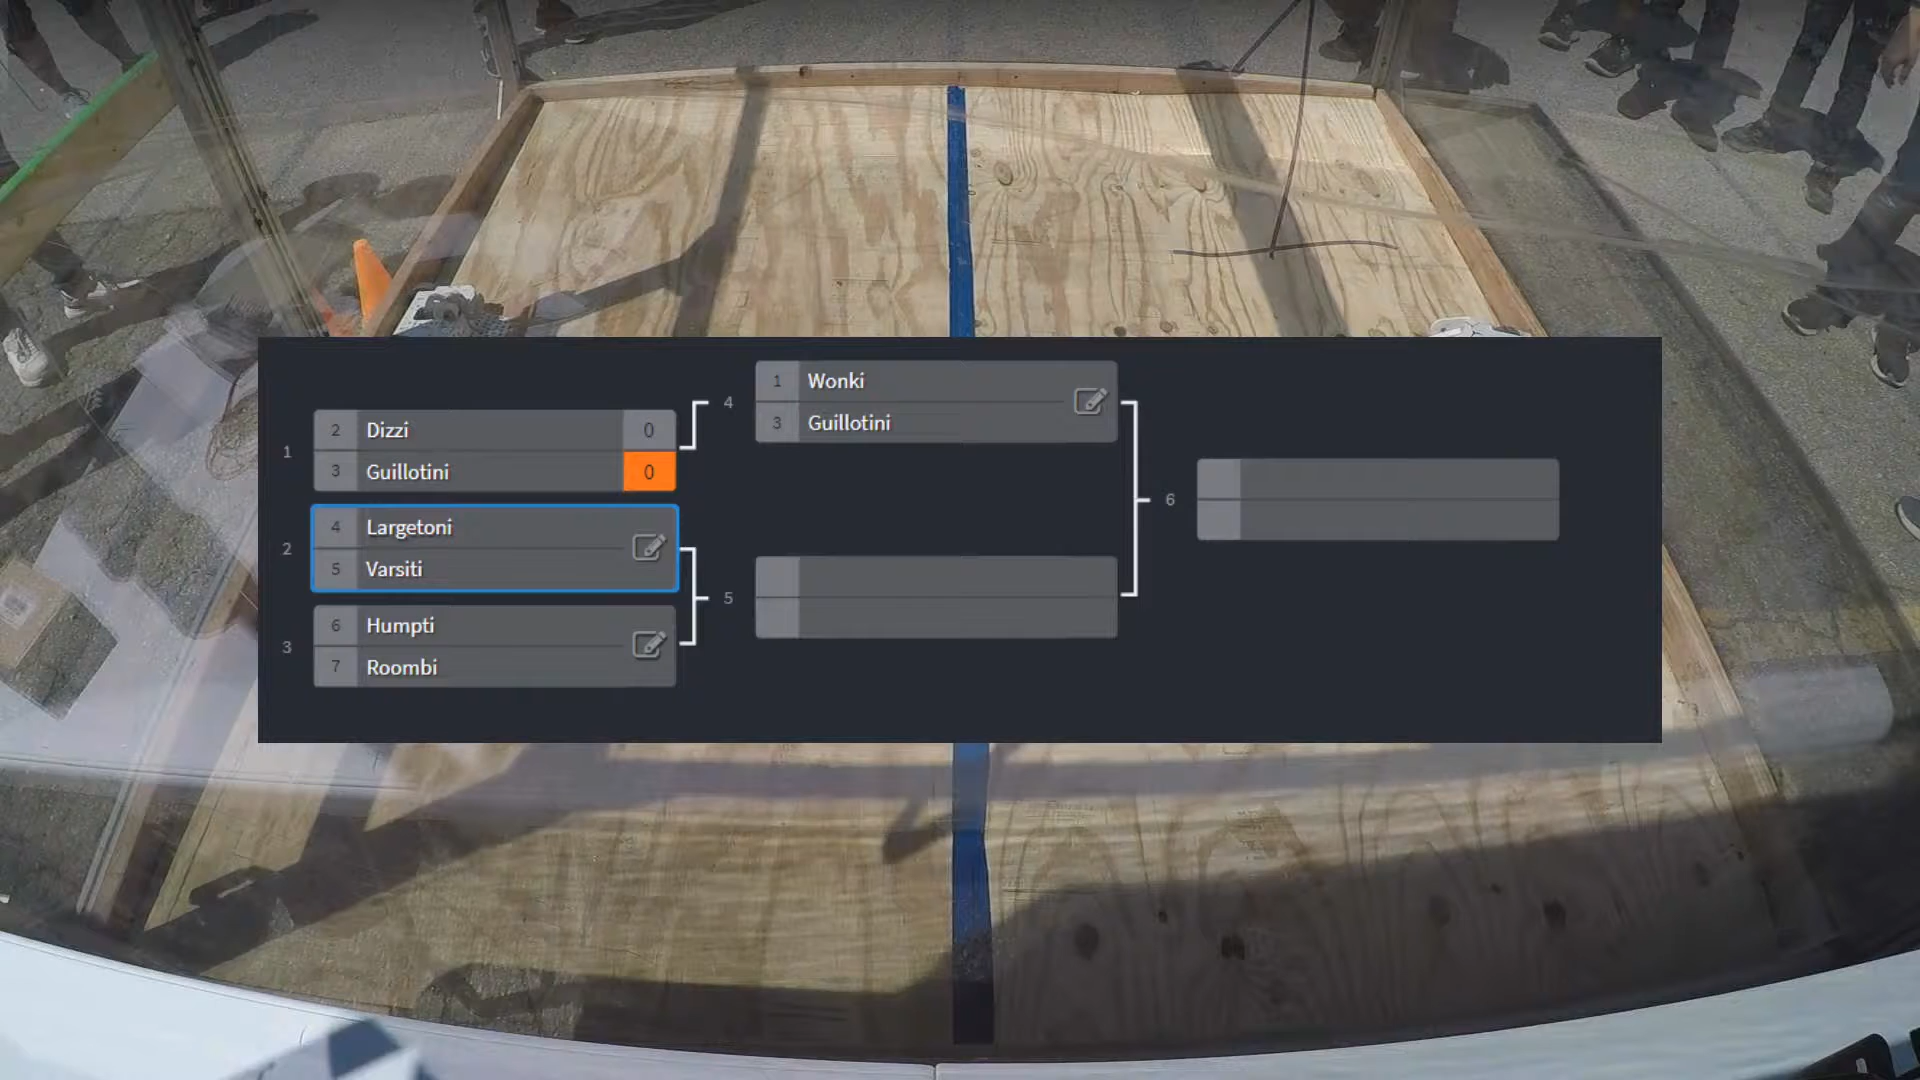 1
2 Dizzi 0
3 Guillotini 0
2
4 Largetoni
5 Varsiti
3
6 Humpti
7 Roombi
4
1 Wonki
3 Guillotini
5
6